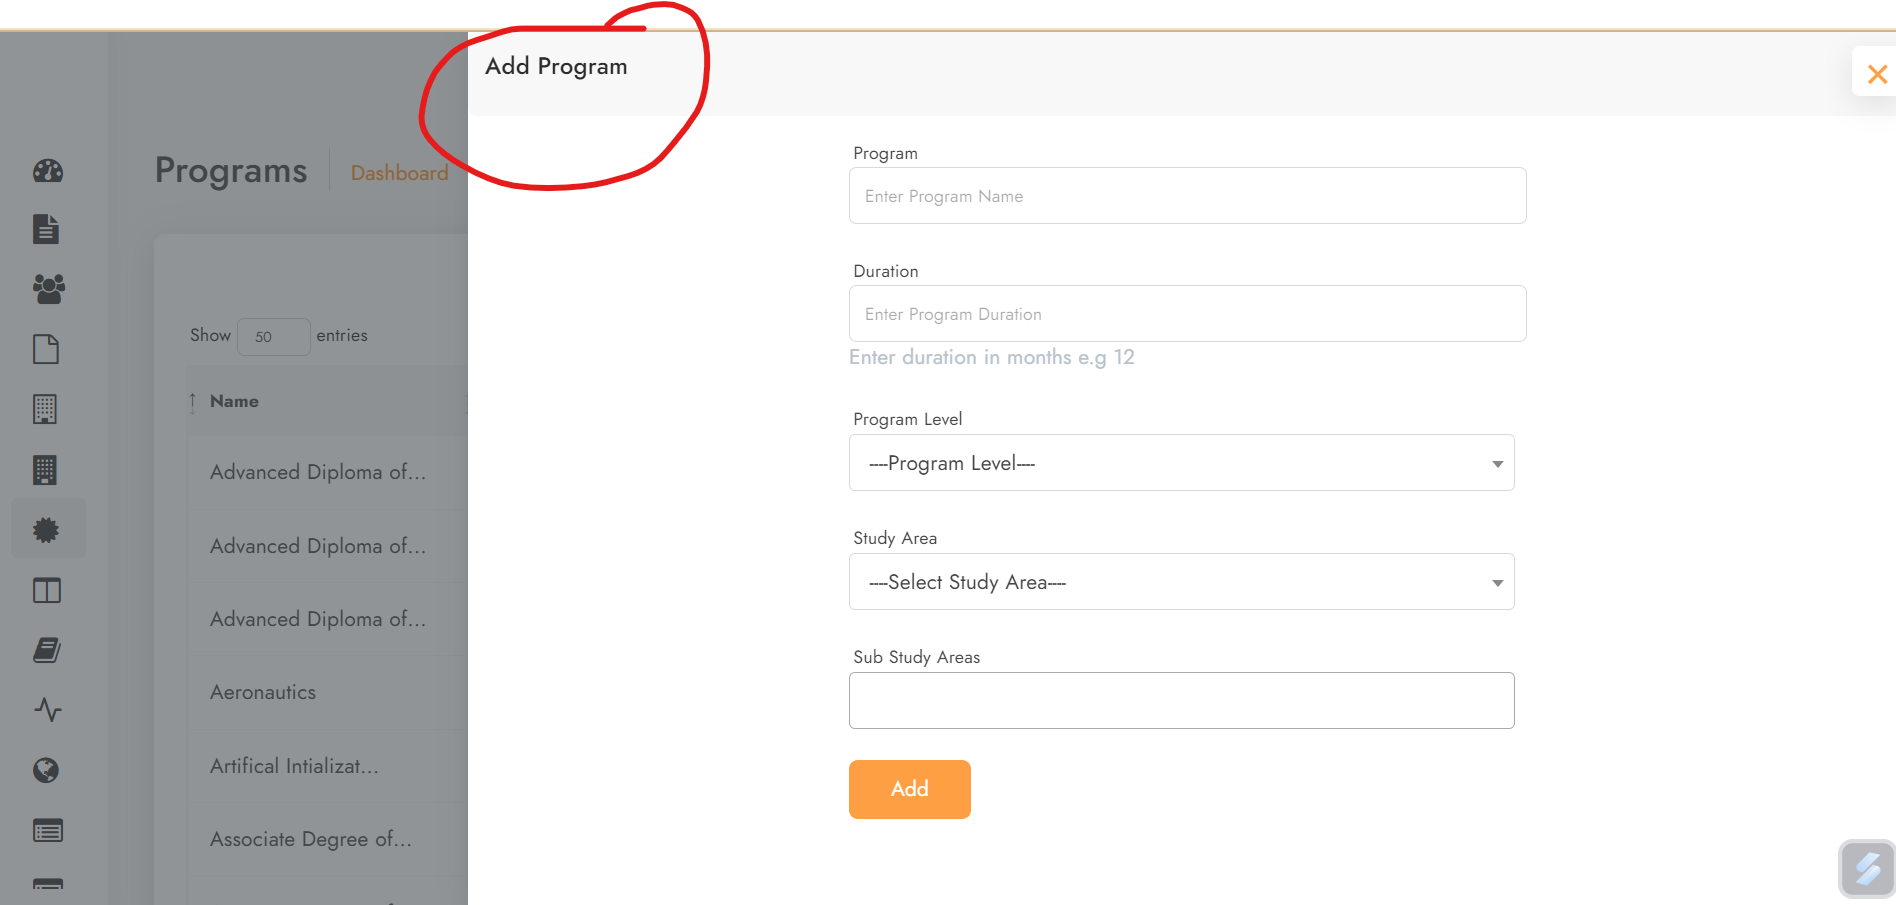 Add Program
Programs
Dashboard
Show 50 entries
Name
Advanced Diploma of...
Advanced Diploma of...
Advanced Diploma of...
Aeronautics
Artifical Intializat...
Associate Degree of...
Program
Enter Program Name
Duration
Enter Program Duration
Enter duration in months e.g 12
Program Level
----Program Level----
Study Area
----Select Study Area----
Sub Study Areas
Add